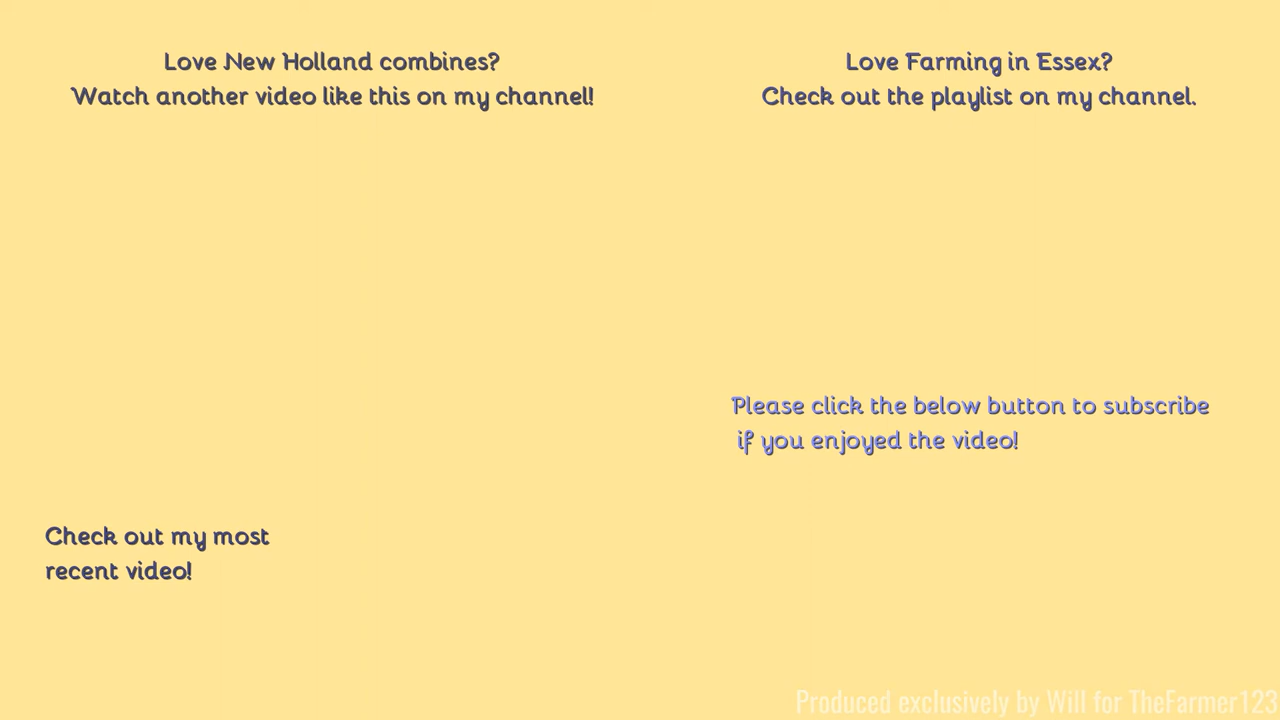 Love New Holland combines?
Watch another video like this on my channel!
Love Farming in Essex?
Check out the playlist on my channel.
Please click the below button to subscribe
if you enjoyed the video!
Check out my most
recent video!
Produced exclusively by Will for TheFarmer123